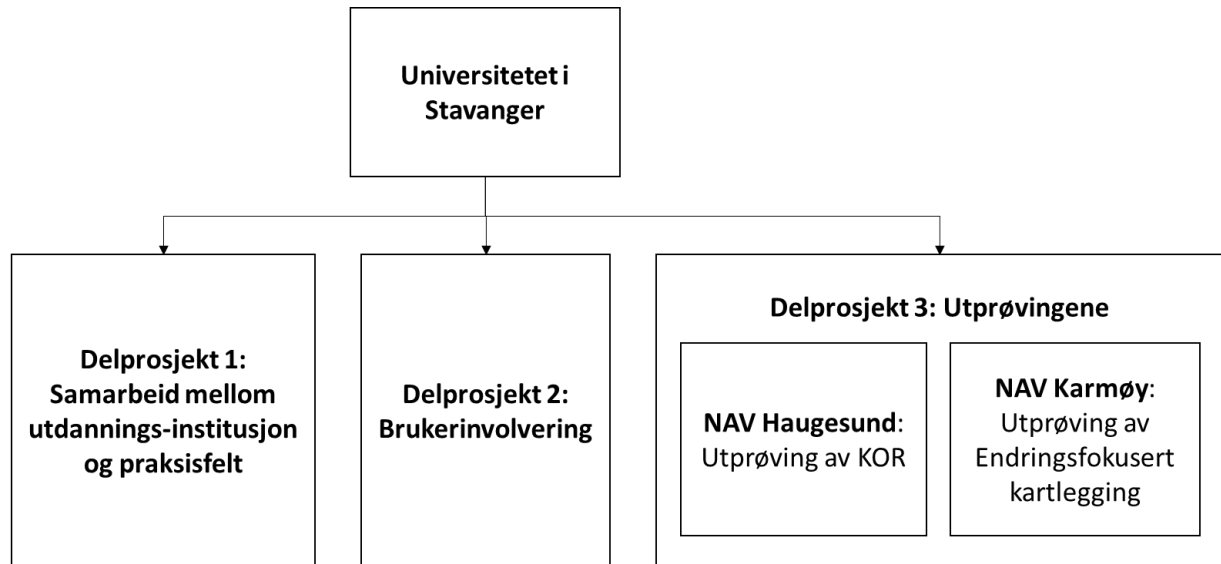 Universitetet i
Stavanger
Delprosjekt 1:
Samarbeid mellom
utdannings-institusjon
og praksisfelt
Delprosjekt 2:
Brukerinvolvering
Delprosjekt 3: Utprøvingene
NAV Haugesund:
Utprøving av KOR
NAV Karmøy:
Utprøving av
Endringsfokusert
kartlegging